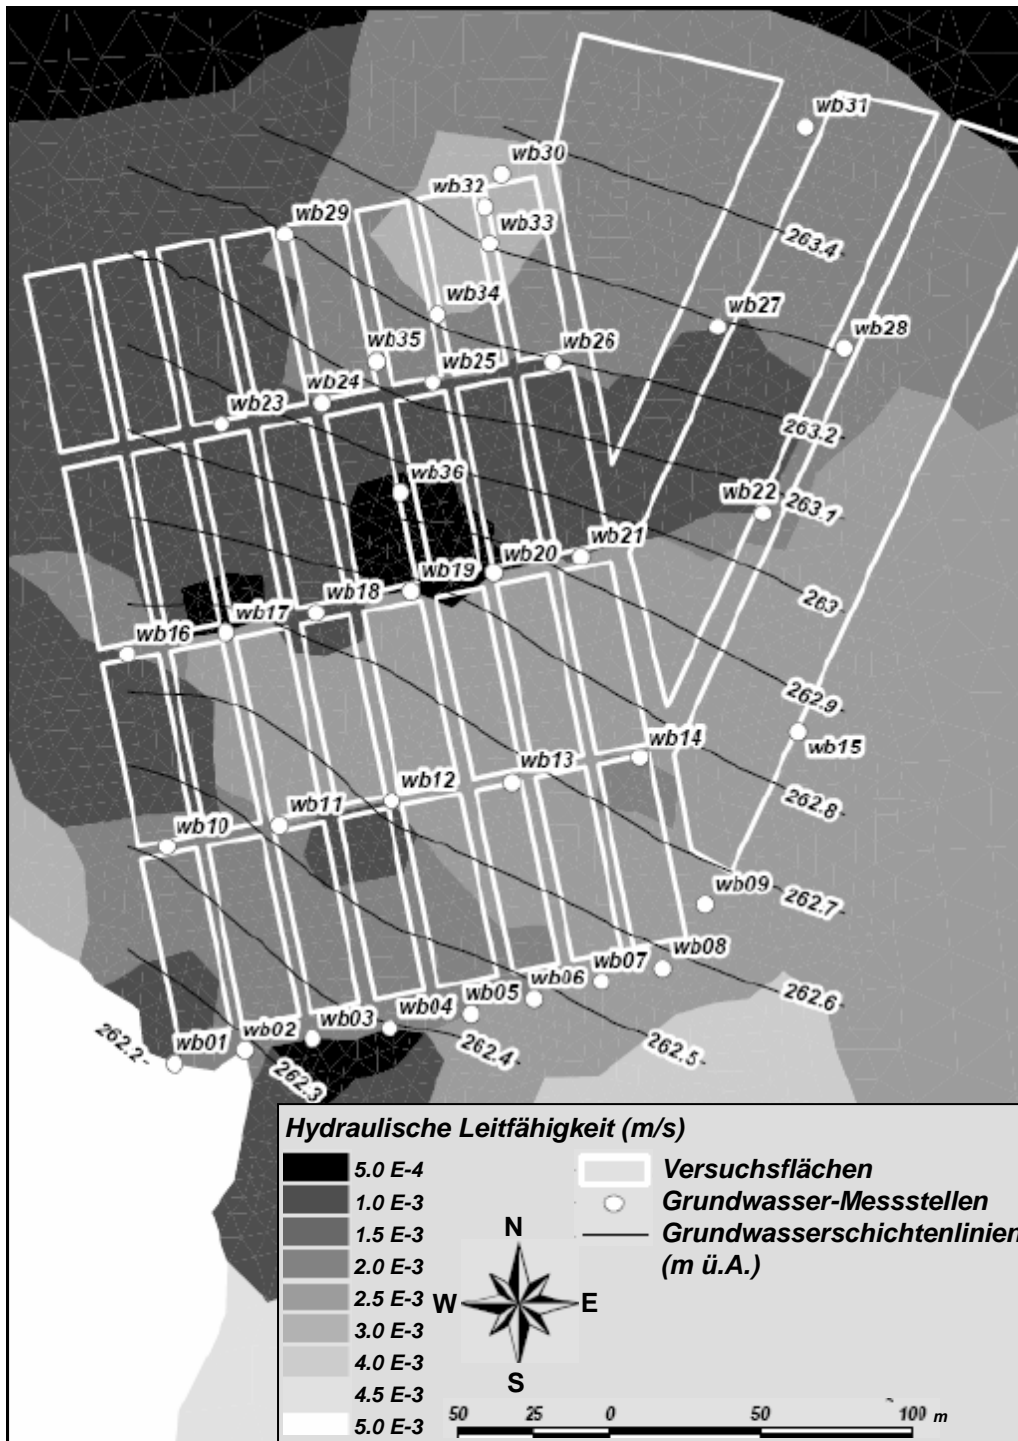 wb31
wb30
wb32
wb29
wb33
263.4
wb34
wb27
wb28
wb35
wb26
wb25
wb24
wb23
263.2
wb36
wb22
263.1
wb21
wb20
wb19
wb18
263
wb17
wb16
262.9
wb14
wb15
wb13
wb12
262.8
wb11
wb10
wb09
262.7
wb08
wb07
wb06
wb05
262.6
wb04
wb03
wb02
wb01
262.2
262.4
262.5
262.3
Hydraulische Leitfähigkeit (m/s)
5.0 E-4
1.0 E-3
1.5 E-3
2.0 E-3
2.5 E-3
3.0 E-3
4.0 E-3
4.5 E-3
5.0 E-3
Versuchsflächen
Grundwasser-Messstellen
Grundwasserschichtenlinien
(m ü.A.)
N
W E
S
50 25 0 50 100 m